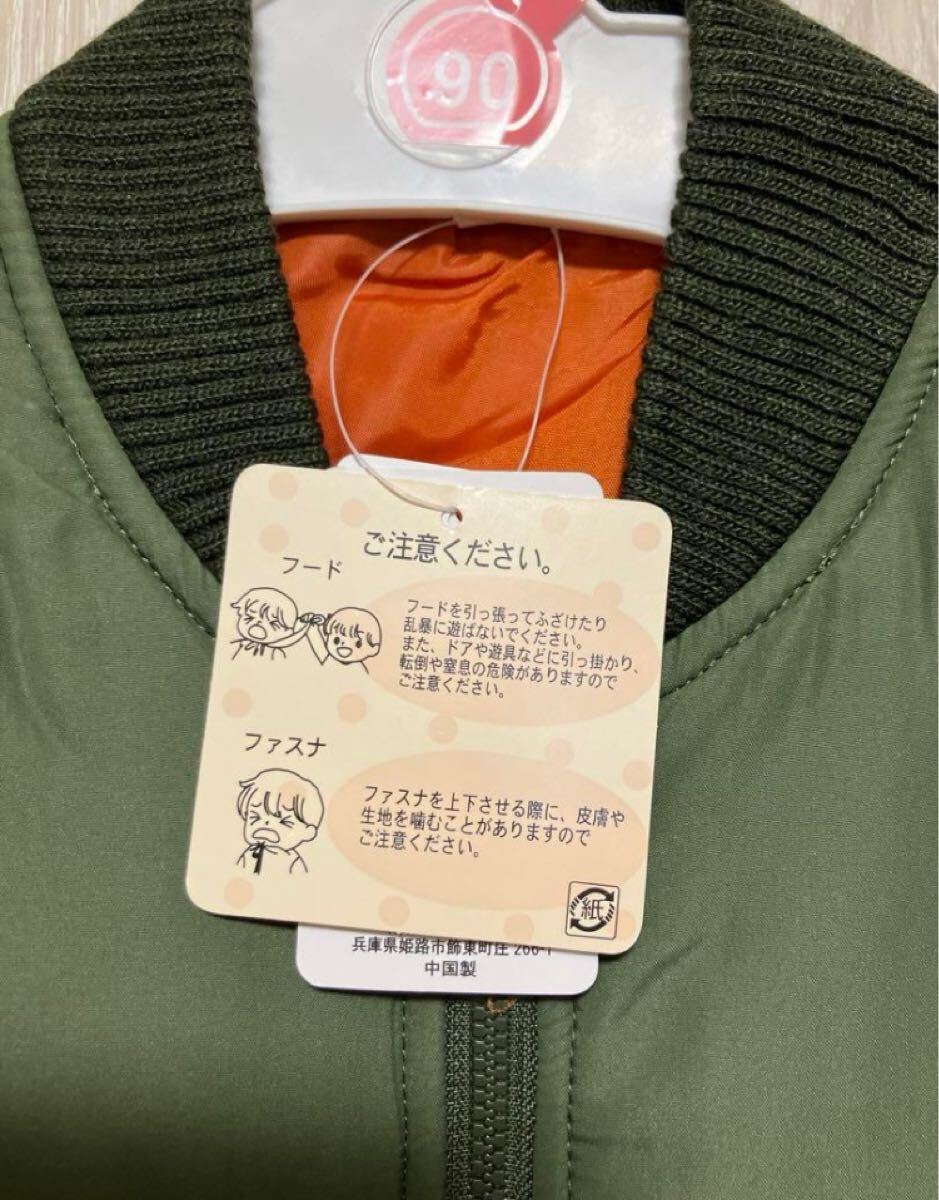 90
ご注意ください。
フード
フードを引っ張ってふざけたり
乱暴に遊ばないでください。
また、ドアや遊具などに引っ掛かり、
転倒や窒息の危険がありますので
ご注意ください。
ファスナ
ファスナを上下させる際に、皮膚や
生地を噛むことがありますので
ご注意ください。
紙
兵庫県姫路市飾東町庄 266-1
中国製